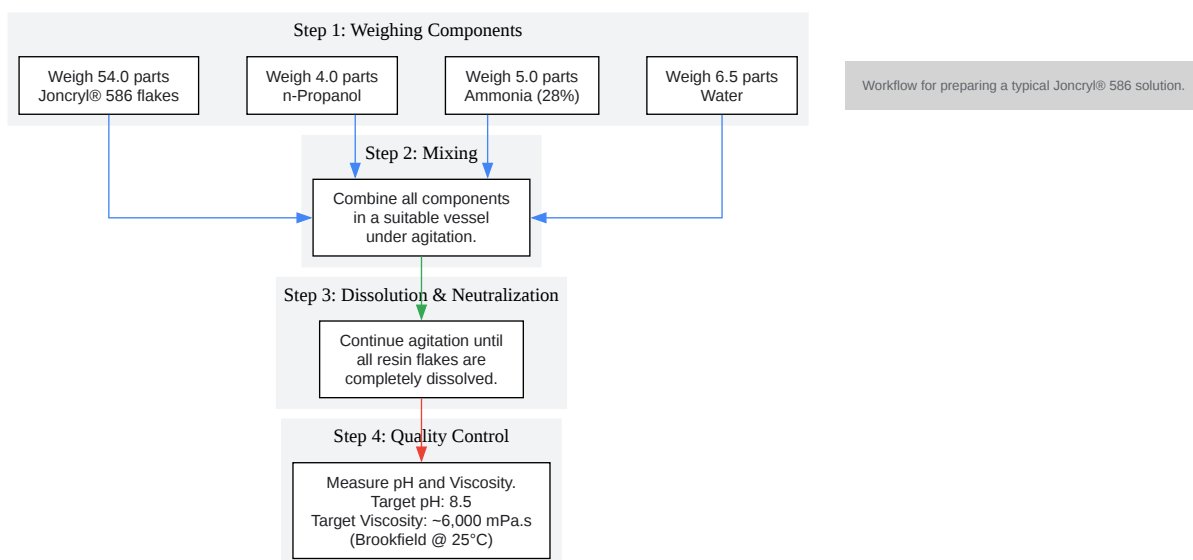 Step 1: Weighing Components
Weigh 54.0 parts
Joncryl® 586 flakes
Weigh 4.0 parts
n-Propanol
Weigh 5.0 parts
Ammonia (28%)
Weigh 6.5 parts
Water
Workflow for preparing a typical Joncryl® 586 solution.
Step 2: Mixing
Combine all components
in a suitable vessel
under agitation.
Step 3: Dissolution & Neutralization
Continue agitation until
all resin flakes are
completely dissolved.
Step 4: Quality Control
Measure pH and Viscosity.
Target pH: 8.5
Target Viscosity: ~6,000 mPa.s
(Brookfield @ 25°C)